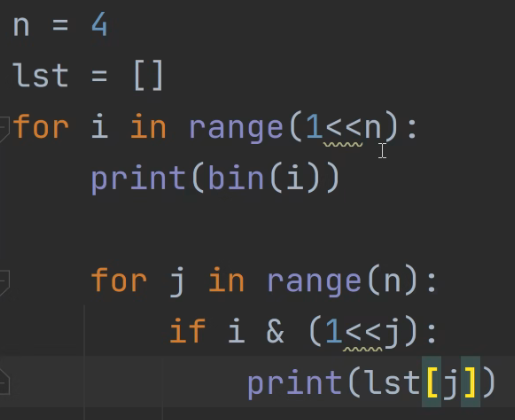 n = 4
lst = []
for i in range(1<<n):
    print(bin(i))

    for j in range(n):
        if i & (1<<j):
            print(lst[j])